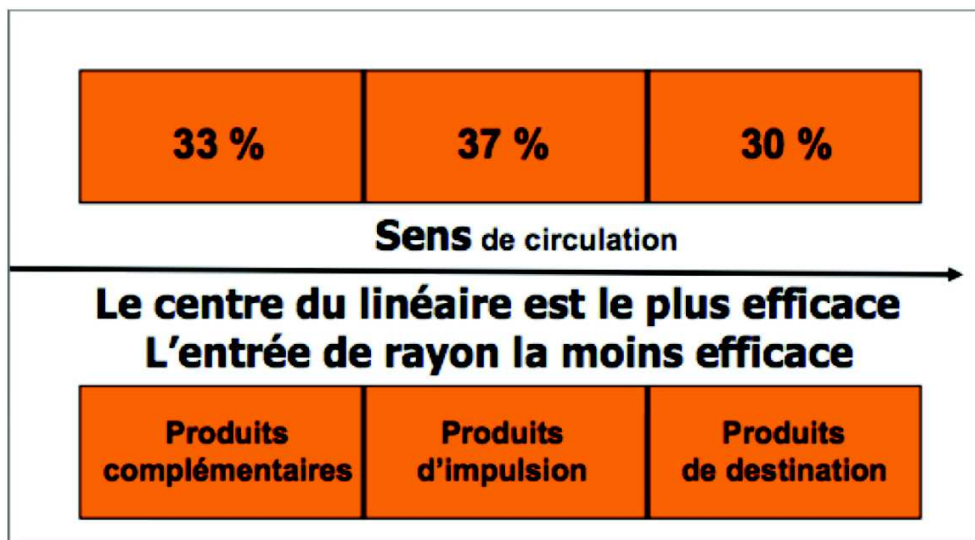 33 %
37 %
30 %
Sens de circulation
Le centre du linéaire est le plus efficace
L'entrée de rayon la moins efficace
Produits
complémentaires
Produits
d'impulsion
Produits
de destination